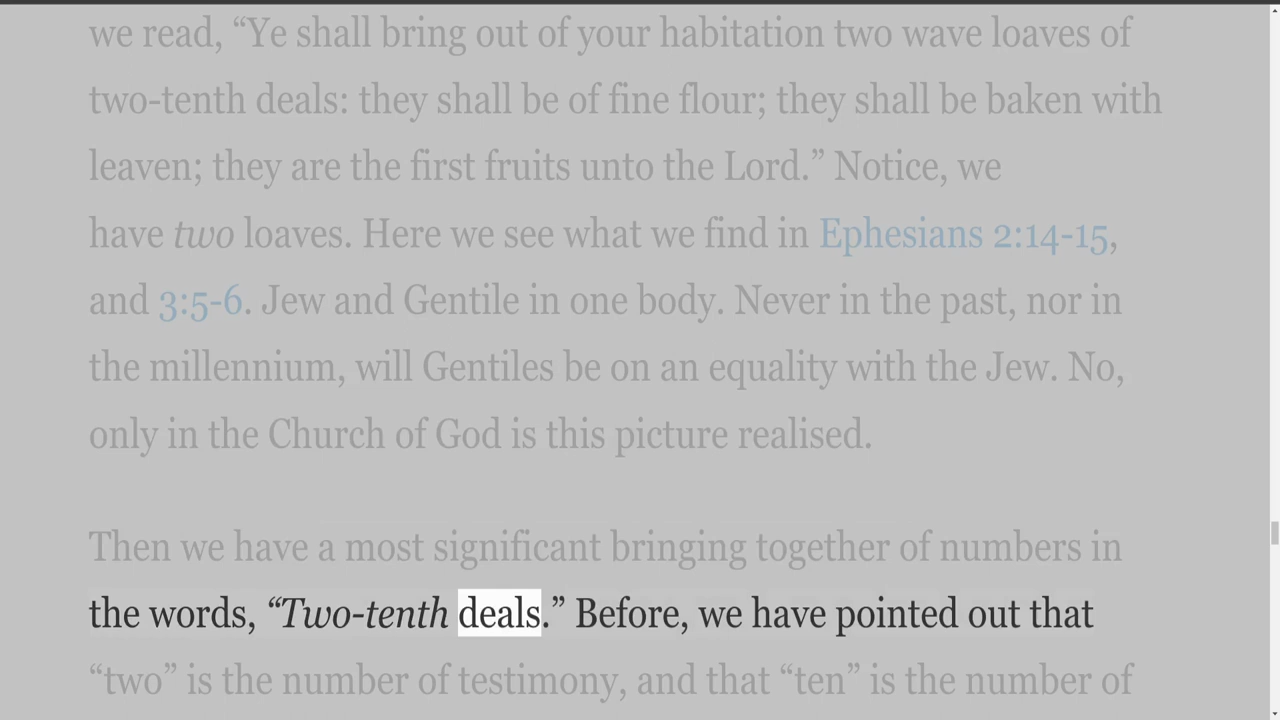 we read, “Ye shall bring out of your habitation two wave loaves of
two-tenth deals: they shall be of fine flour; they shall be baken with
leaven; they are the first fruits unto the Lord.” Notice, we
have two loaves. Here we see what we find in Ephesians 2:14-15,
and 3:5-6. Jew and Gentile in one body. Never in the past, nor in
the millennium, will Gentiles be on an equality with the Jew. No,
only in the Church of God is this picture realised.
Then we have a most significant bringing together of numbers in
the words, “Two-tenth deals.” Before, we have pointed out that
“two” is the number of testimony, and that “ten” is the number of